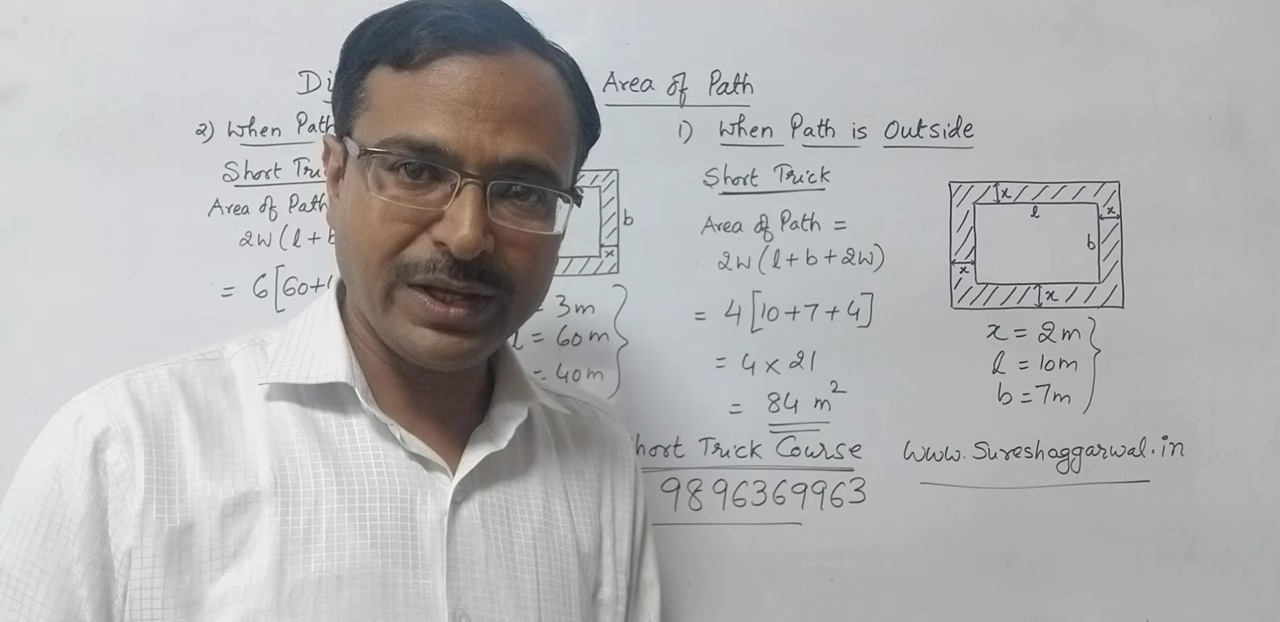 Area of Path
2) When Path
Short
Area of Path
2W(l+b
= 6[60+
b
x
= 3m
l = 60m
= 40m
1) When Path is Outside
Short Trick
Area of Path =
2W(l+b+2W)
= 4[10+7+4]
= 4 × 21
= 84 m²
x
l
x
b
x
x
x = 2m
l = 10m
b = 7m
Short Trick Course
9896369963
www.Sureshaggarwal.in